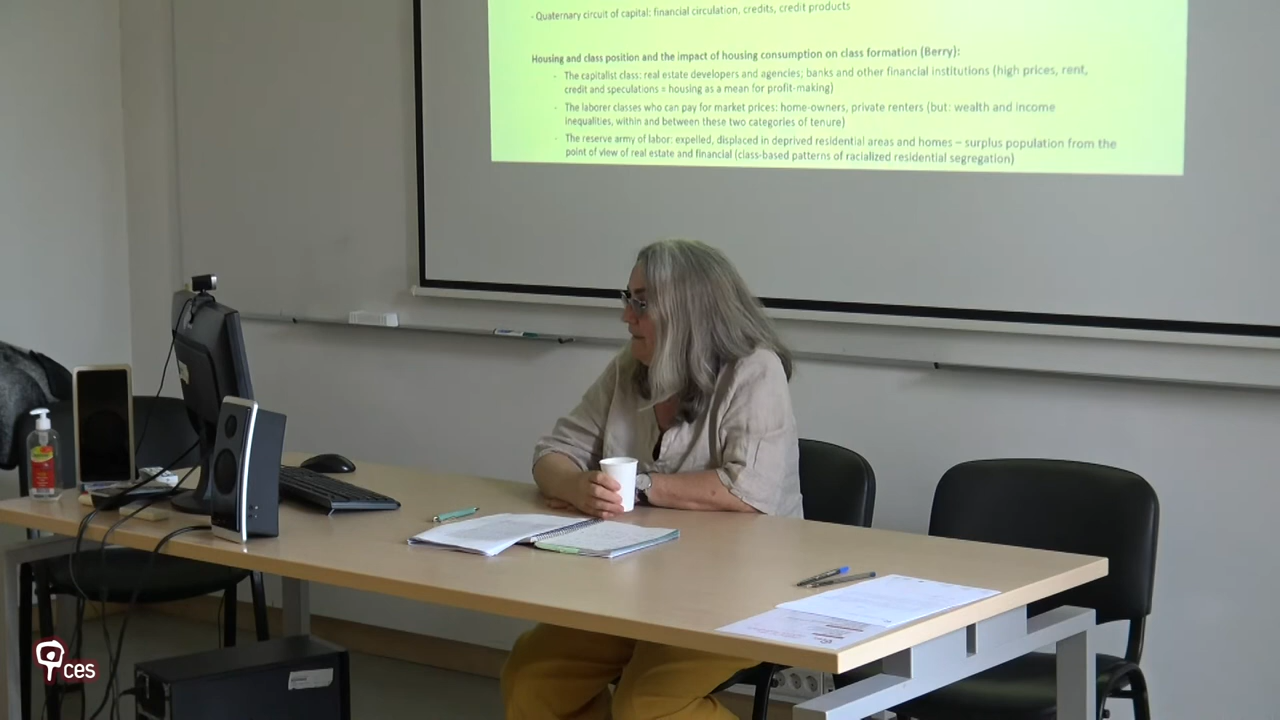 - Quaternary circuit of capital: financial circulation, credits, credit products
Housing and class position and the impact of housing consumption on class formation (Berry):
- The capitalist class: real estate developers and agencies; banks and other financial institutions (high prices, rent,
credit and speculations = housing as a mean for profit-making)
- The laborer classes who can pay for market prices: home-owners, private renters (but: wealth and income
inequalities, within and between these two categories of tenure)
- The reserve army of labor: expelled, displaced in deprived residential areas and homes – surplus population from the
point of view of real estate and financial (class-based patterns of racialized residential segregation)
ces